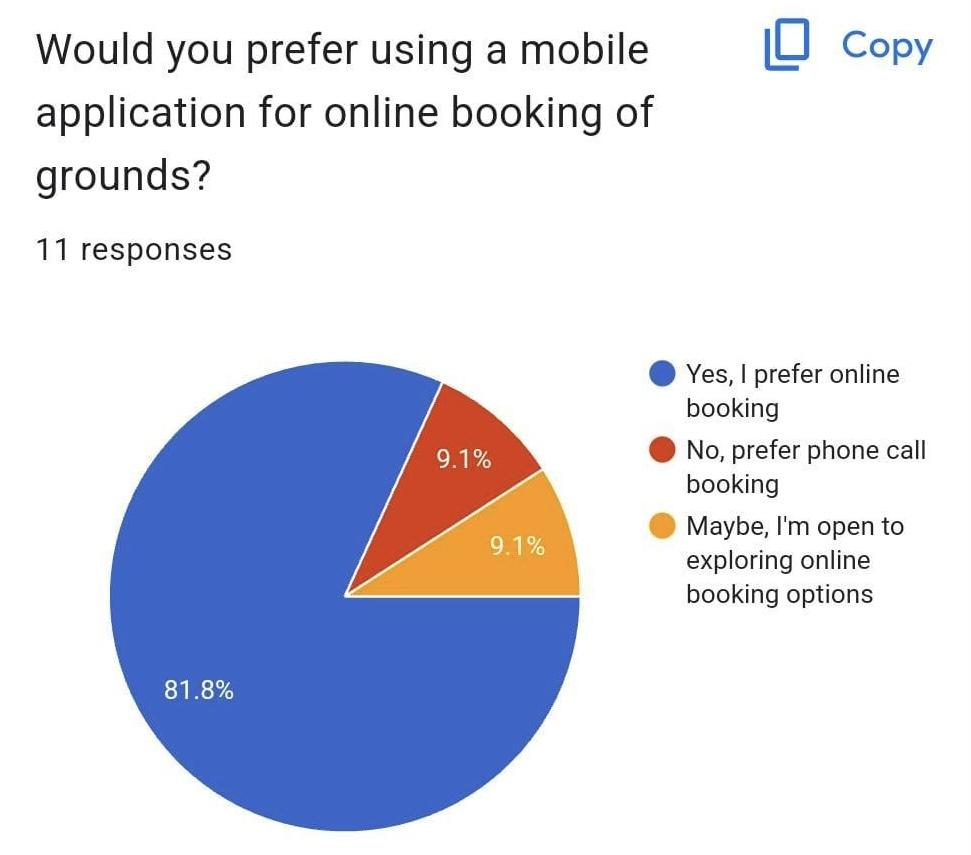 Would you prefer using a mobile
application for online booking of
grounds?
Copy
11 responses
Yes, I prefer online
booking
No, prefer phone call
booking
Maybe, I'm open to
exploring online
booking options
9.1%
9.1%
81.8%